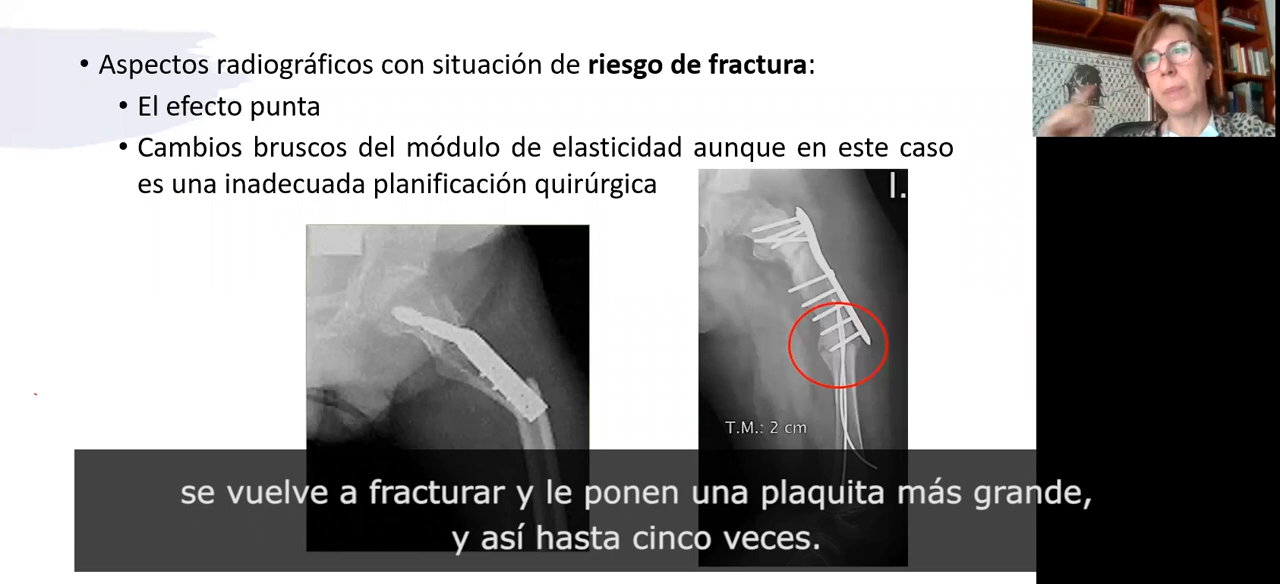 • Aspectos radiográficos con situación de riesgo de fractura:
• El efecto punta
• Cambios bruscos del módulo de elasticidad aunque en este caso
es una inadecuada planificación quirúrgica
I.
T.M.: 2 cm
se vuelve a fracturar y le ponen una plaquita más grande,
y así hasta cinco veces.